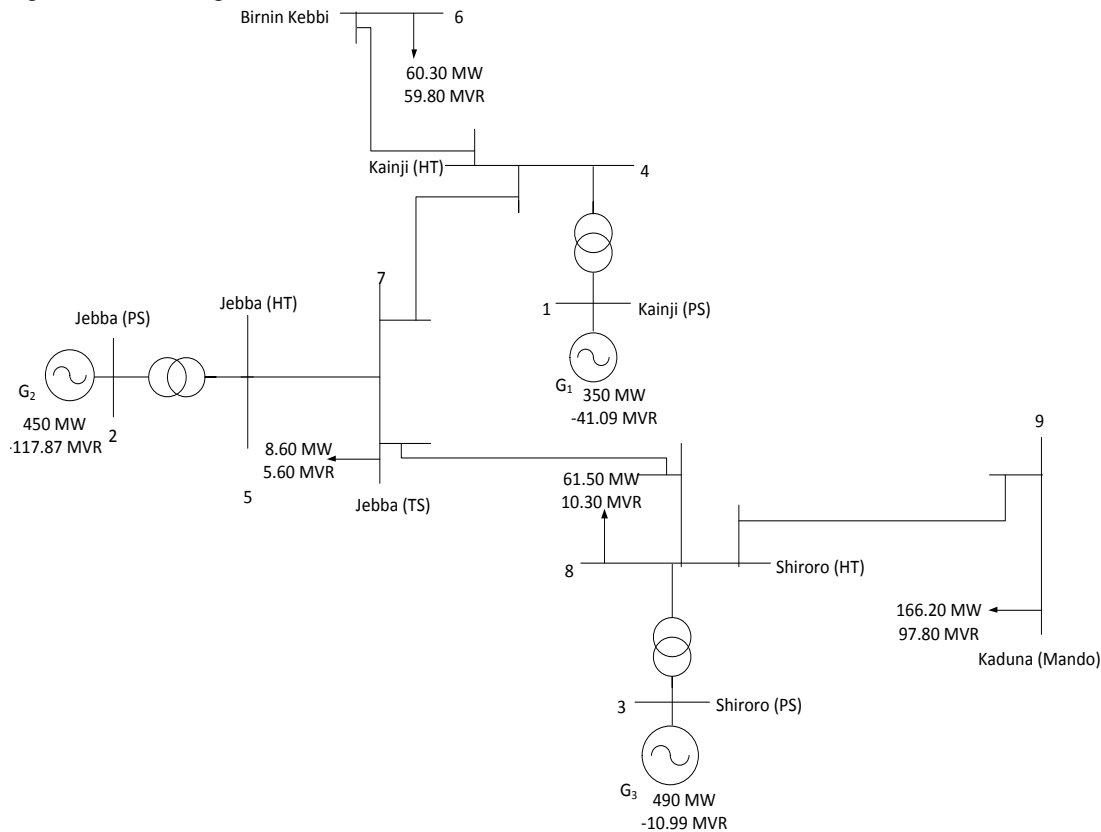 Birnin Kebbi
6
60.30 MW
59.80 MVR
Kainji (HT)
4
7
Jebba (HT)
Jebba (PS)
1
Kainji (PS)
G2
G1
350 MW
-41.09 MVR
450 MW
-117.87 MVR
2
8.60 MW
5.60 MVR
5
Jebba (TS)
9
61.50 MW
10.30 MVR
8
Shiroro (HT)
166.20 MW
97.80 MVR
Kaduna (Mando)
3
Shiroro (PS)
G3
490 MW
-10.99 MVR